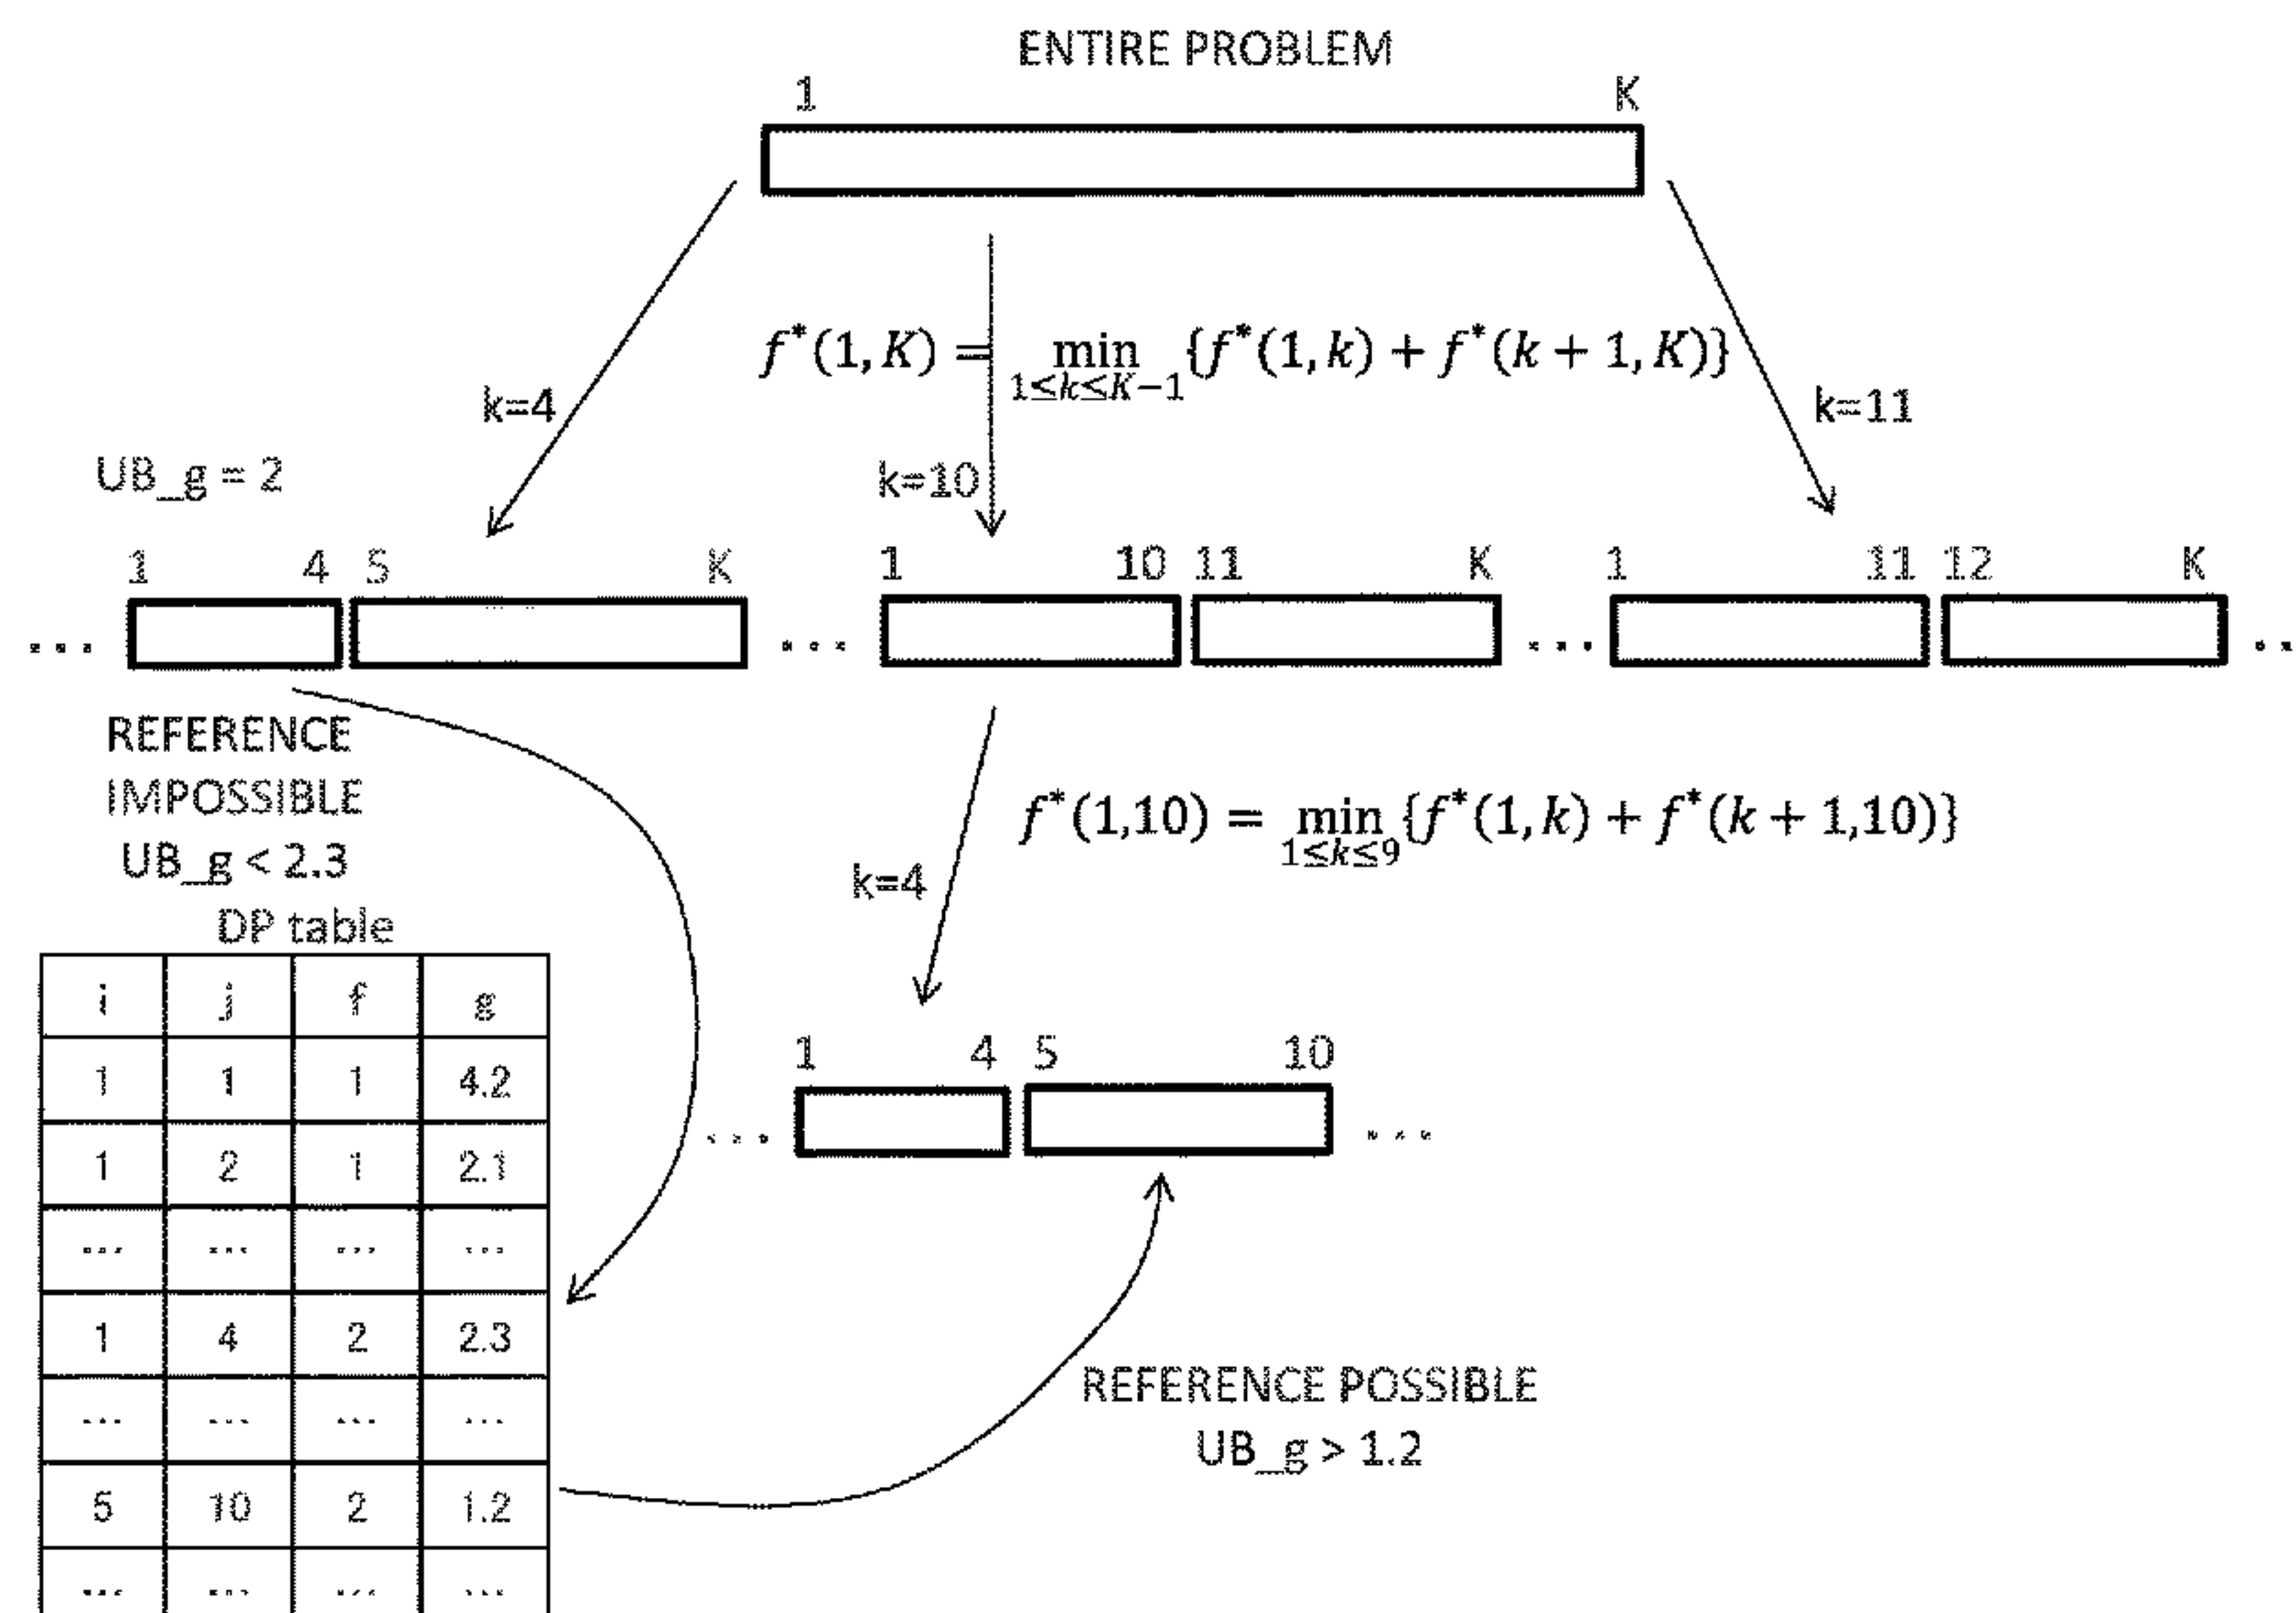 ENTIRE PROBLEM
1 K
f*(1, K) = min {f*(1, k) + f*(k + 1, K)}
1≤k≤K−1
k=4
k=11
UB_g = 2
k=10
1 4 5 K 1 10 11 K 1 11 12 K
... ... ... ..
REFERENCE
IMPOSSIBLE
UB_g < 2.3
f*(1,10) = min {f*(1, k) + f*(k + 1,10)}
1≤k≤9
k=4
DP table
i j f g
1 1 1 4.2
1 2 1 2.1
... ... ... ...
1 4 2 2.3
... ... ... ...
5 10 2 1.2
... ... ... ...
1 4 5 10
... ...
REFERENCE POSSIBLE
UB_g > 1.2